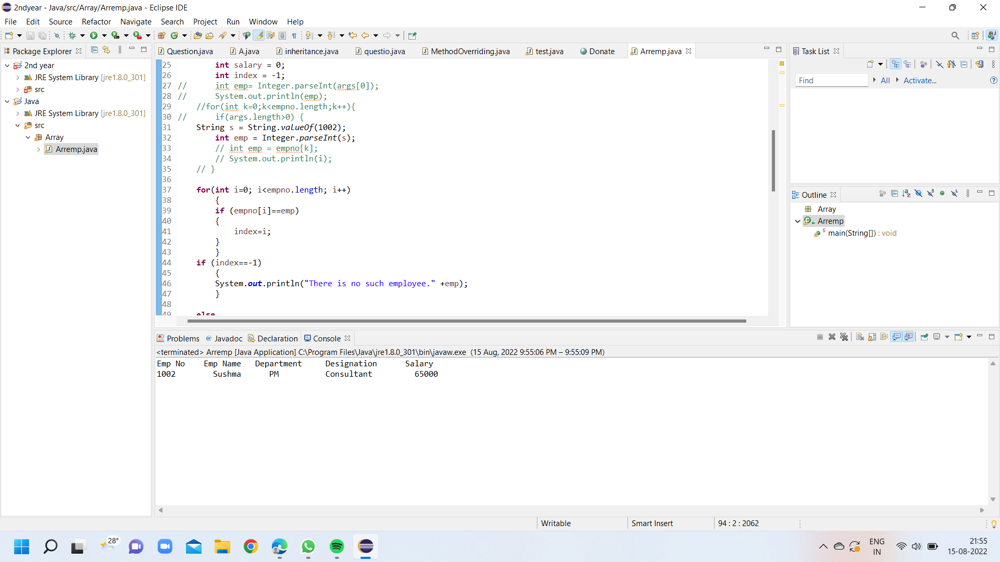 2ndyear - Java/src/Array/Arremp.java - Eclipse IDE
File Edit Source Refactor Navigate Search Project Run Window Help
Package Explorer
2nd year
JRE System Library [jre1.8.0_301]
src
Java
JRE System Library [jre1.8.0_301]
src
Array
Arremp.java
Question.java A.java inheritance.java questio.java MethodOverriding.java test.java Donate Arremp.java
25 int salary = 0;
26 int index = -1;
27 // int emp= Integer.parseInt(args[0]);
28 // System.out.println(emp);
29 //for(int k=0;k<empno.length;k++){
30 // if(args.length>0) {
31 String s = String.valueOf(1002);
32 int emp = Integer.parseInt(s);
33 // int emp = empno[k];
34 // System.out.println(i);
35 // }
36
37 for(int i=0; i<empno.length; i++)
38 {
39 if (empno[i]==emp)
40 {
41 index=i;
42 }
43 }
44 if (index==-1)
45 {
46 System.out.println("There is no such employee." +emp);
47 }
48
49 else
Task List
Find All Activate...
Outline
Array
Arremp
main(String[]) : void
Problems @ Javadoc Declaration Console
<terminated> Arremp [Java Application] C:\Program Files\Java\jre1.8.0_301\bin\javaw.exe (15 Aug, 2022 9:55:06 PM – 9:55:09 PM)
Emp No Emp Name Department Designation Salary
1002 Sushma PM Consultant 65000
Writable Smart Insert 94 : 2 : 2062
28°
ENG
IN
21:55
15-08-2022